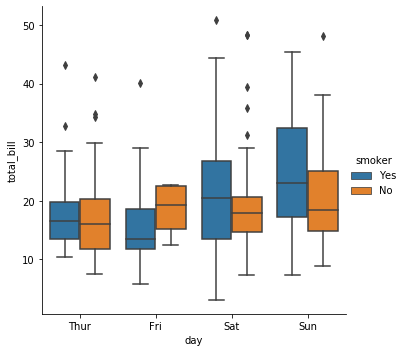 50
40
30
20
10
total_bill
Thur Fri Sat Sun
day
smoker
Yes
No